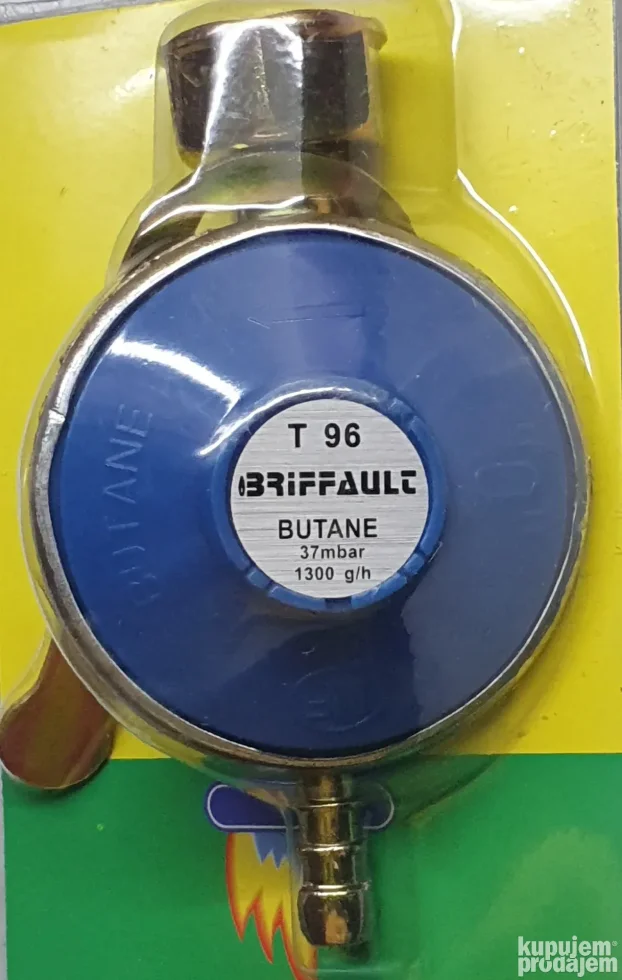 T 96
BRIFFAULT
BUTANE
37mbar
1300 g/h
BUTANE
kupujem
prodajem